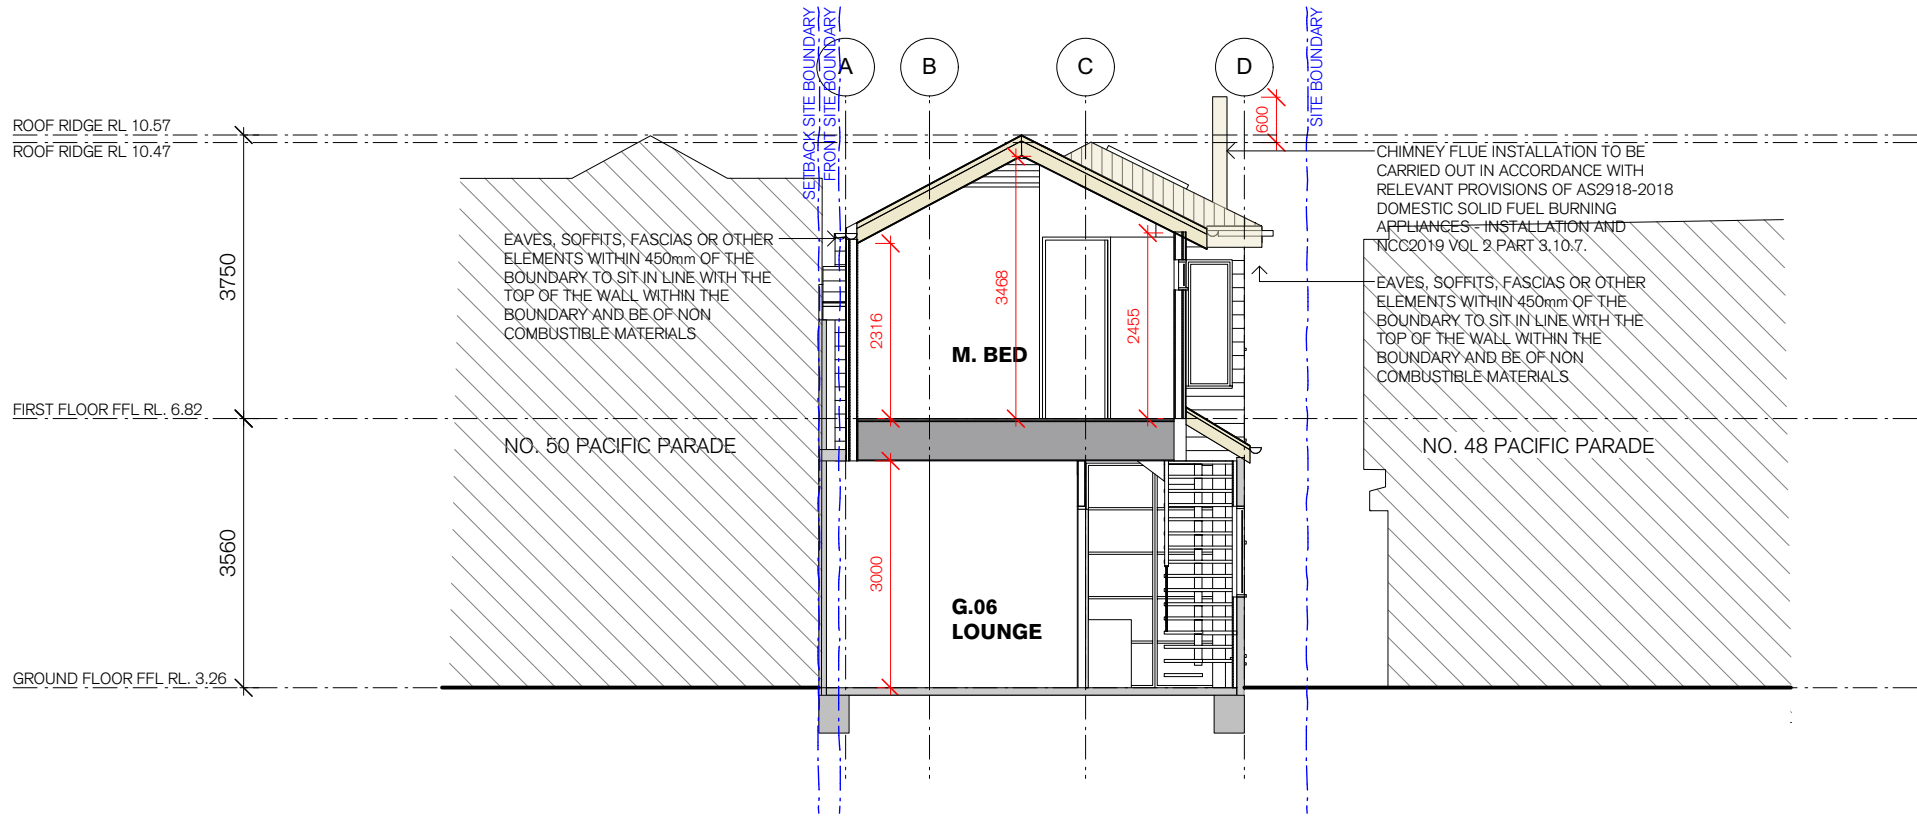 SETBACK SITE BOUNDARY
FRONT SITE BOUNDARY
A
B
C
D
SITE BOUNDARY
600
ROOF RIDGE RL 10.57
ROOF RIDGE RL 10.47
CHIMNEY FLUE INSTALLATION TO BE
CARRIED OUT IN ACCORDANCE WITH
RELEVANT PROVISIONS OF AS2918-2018
DOMESTIC SOLID FUEL BURNING
APPLIANCES - INSTALLATION AND
NCC2019 VOL 2 PART 3.10.7.
EAVES, SOFFITS, FASCIAS OR OTHER
ELEMENTS WITHIN 450mm OF THE
BOUNDARY TO SIT IN LINE WITH THE
TOP OF THE WALL WITHIN THE
BOUNDARY AND BE OF NON
COMBUSTIBLE MATERIALS
EAVES, SOFFITS, FASCIAS OR OTHER
ELEMENTS WITHIN 450mm OF THE
BOUNDARY TO SIT IN LINE WITH THE
TOP OF THE WALL WITHIN THE
BOUNDARY AND BE OF NON
COMBUSTIBLE MATERIALS
3750
2316
3468
2455
M. BED
FIRST FLOOR FFL RL. 6.82
NO. 50 PACIFIC PARADE
NO. 48 PACIFIC PARADE
3560
3000
G.06
LOUNGE
GROUND FLOOR FFL RL. 3.26